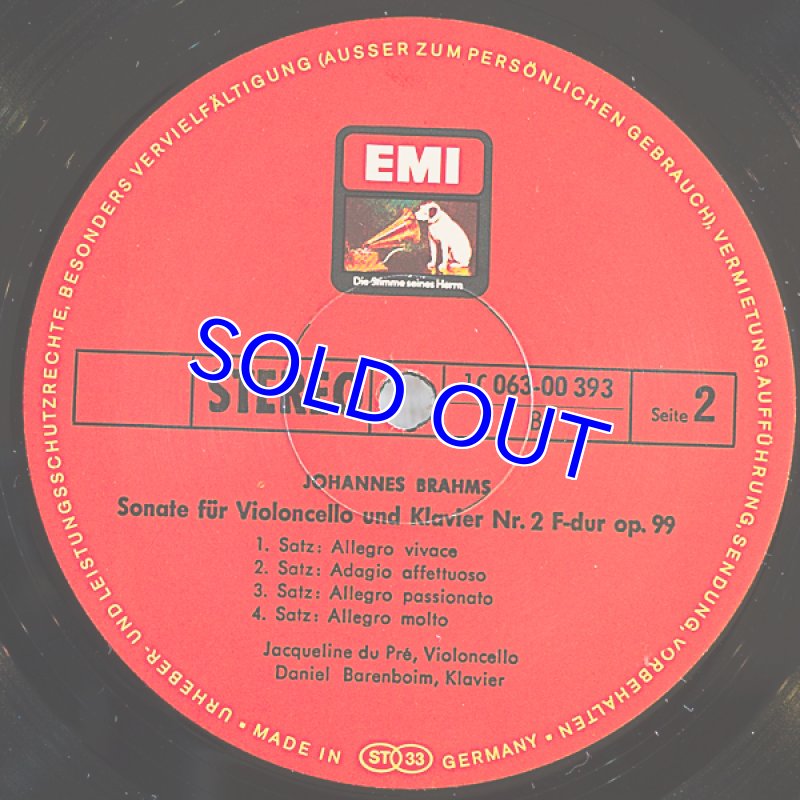 URHEBER- UND LEISTUNGSSCHUTZRECHTE, BESONDERS VERVIELFÄLTIGUNG (AUSSER ZUM PERSÖNLICHEN GEBRAUCH), VERMIETUNG, AUFFÜHRUNG, SENDUNG, VORBEHALTEN
EMI
Die Stimme seines Herrn
SOLD OUT
STEREO
1C 063-00 393
B
Seite 2
JOHANNES BRAHMS
Sonate für Violoncello und Klavier Nr. 2 F-dur op. 99
1. Satz: Allegro vivace
2. Satz: Adagio affettuoso
3. Satz: Allegro passionato
4. Satz: Allegro molto
Jacqueline du Pré, Violoncello
Daniel Barenboim, Klavier
MADE IN ST 33 GERMANY